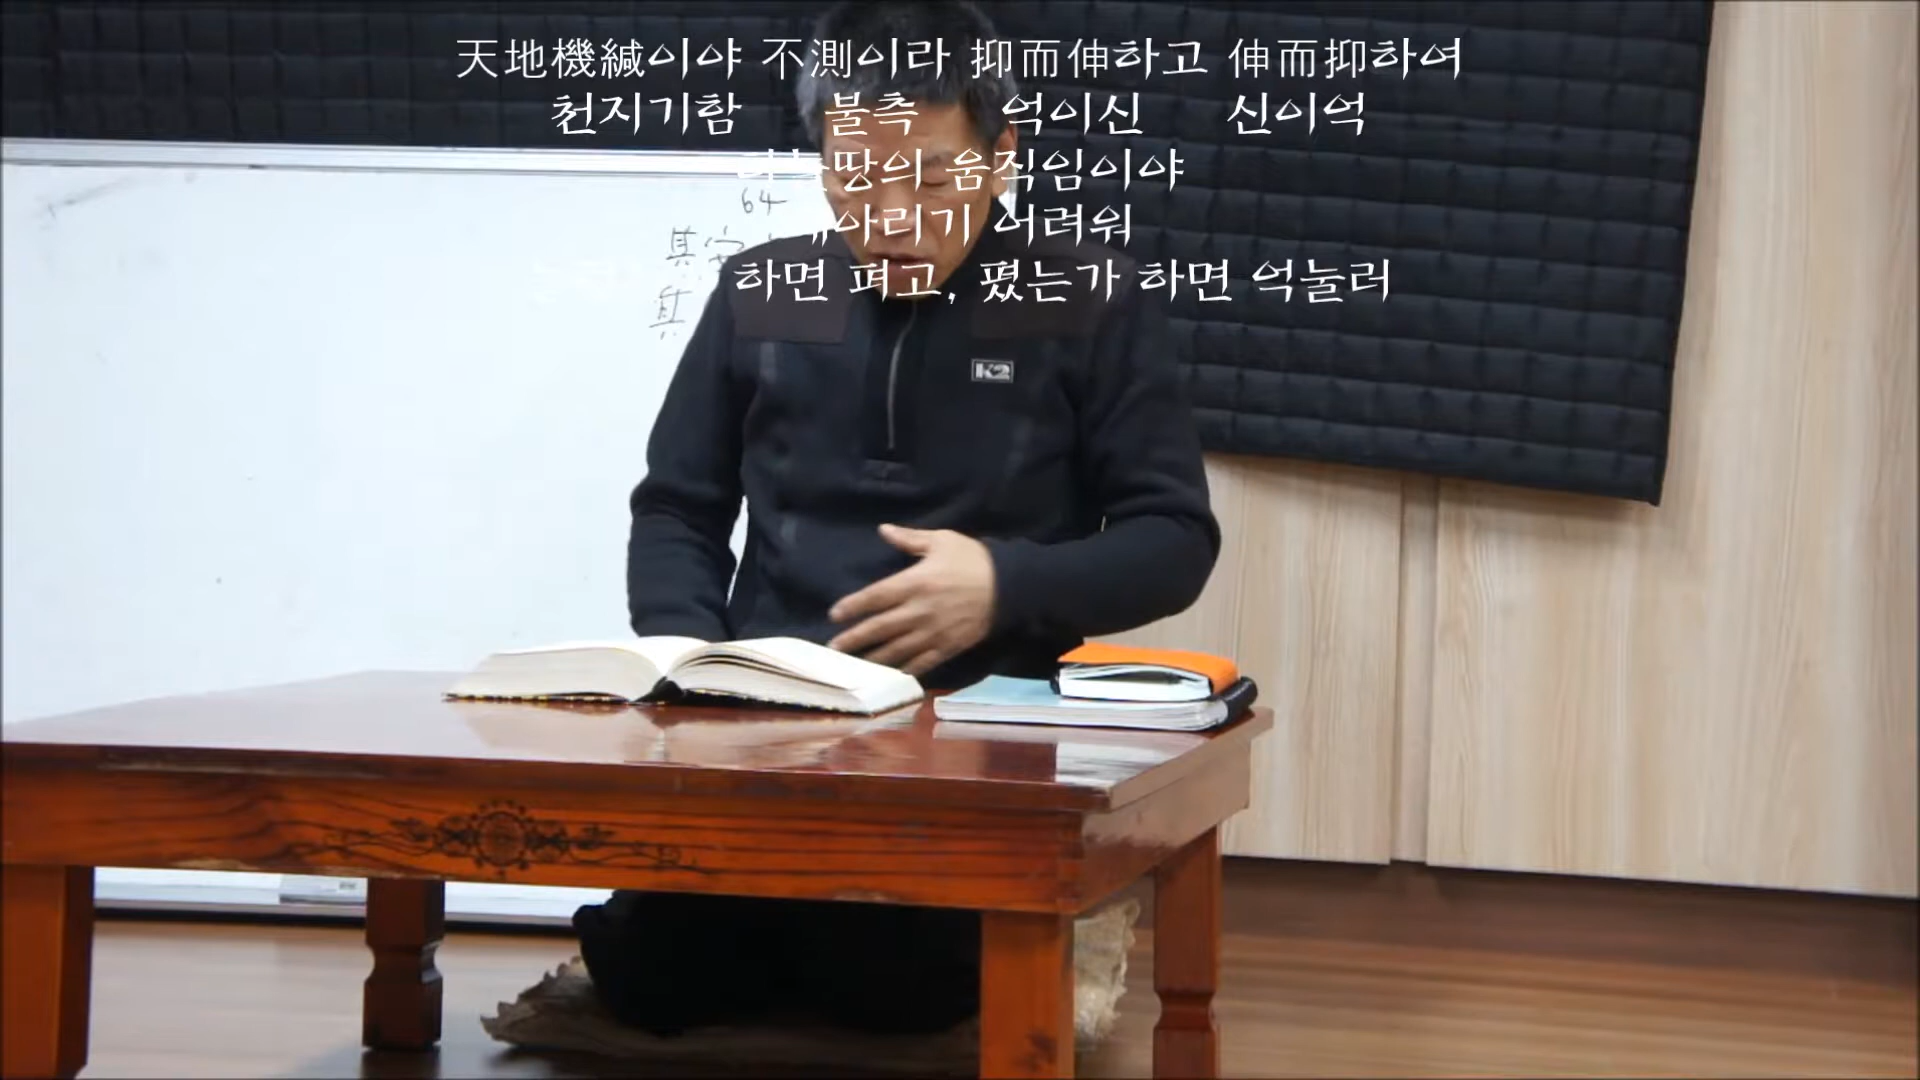 天地機緘이야 不測이라 抑而伸하고 伸而抑하여
천지기함 불측 억이신 신이억
땅의 움직임이야
아리기 어려워
하면 펴고, 폈는가 하면 억눌러
64
其安
其
K2